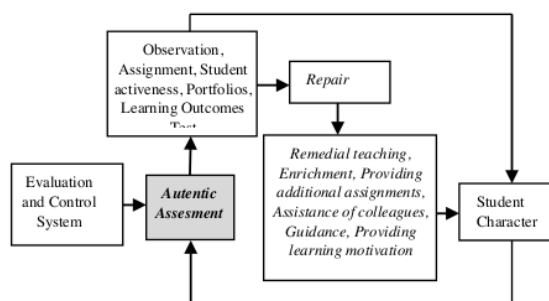 Observation,
Assignment, Student
activeness, Portfolios,
Learning Outcomes
Test
Repair
Remedial teaching,
Enrichment, Providing
additional assignments,
Assistance of colleagues,
Guidance, Providing
learning motivation
Evaluation
and Control
System
Autentic
Assesment
Student
Character